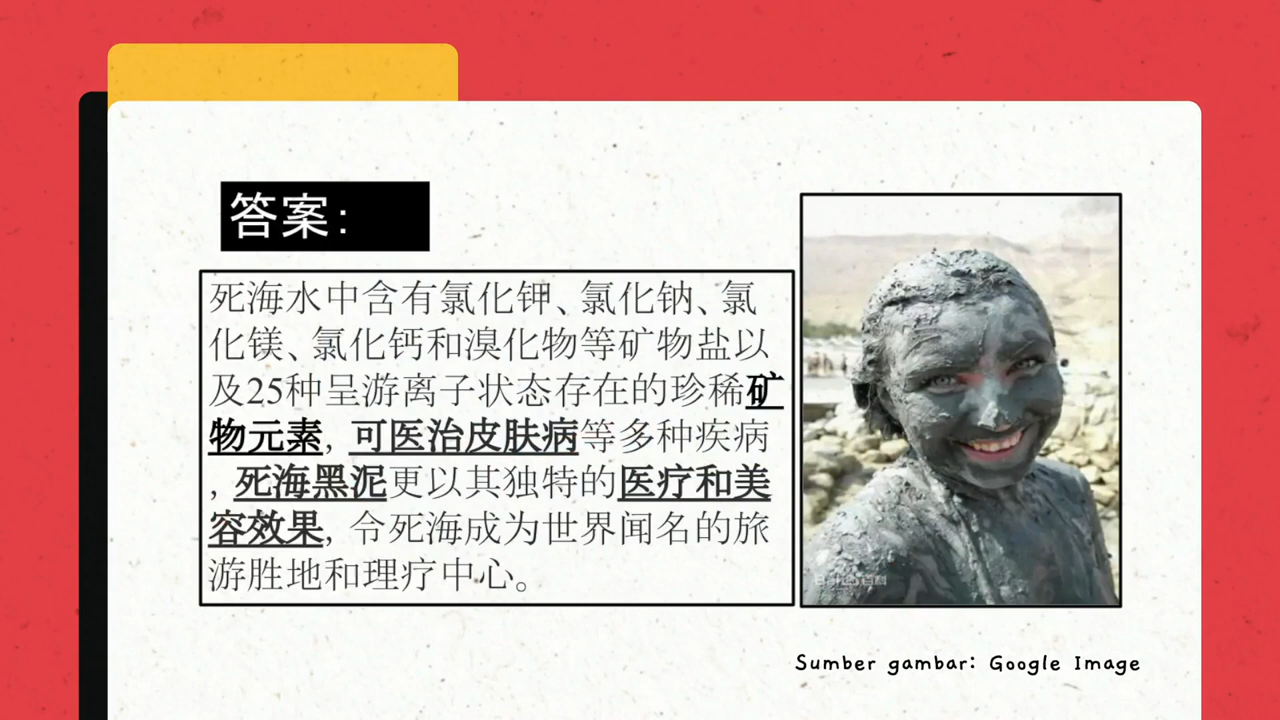 答案:
死海水中含有氯化钾、氯化钠、氯
化镁、氯化钙和溴化物等矿物盐以
及25种呈游离子状态存在的珍稀矿
物元素, 可医治皮肤病等多种疾病
, 死海黑泥更以其独特的医疗和美
容效果, 令死海成为世界闻名的旅
游胜地和理疗中心。
Sumber gambar: Google Image